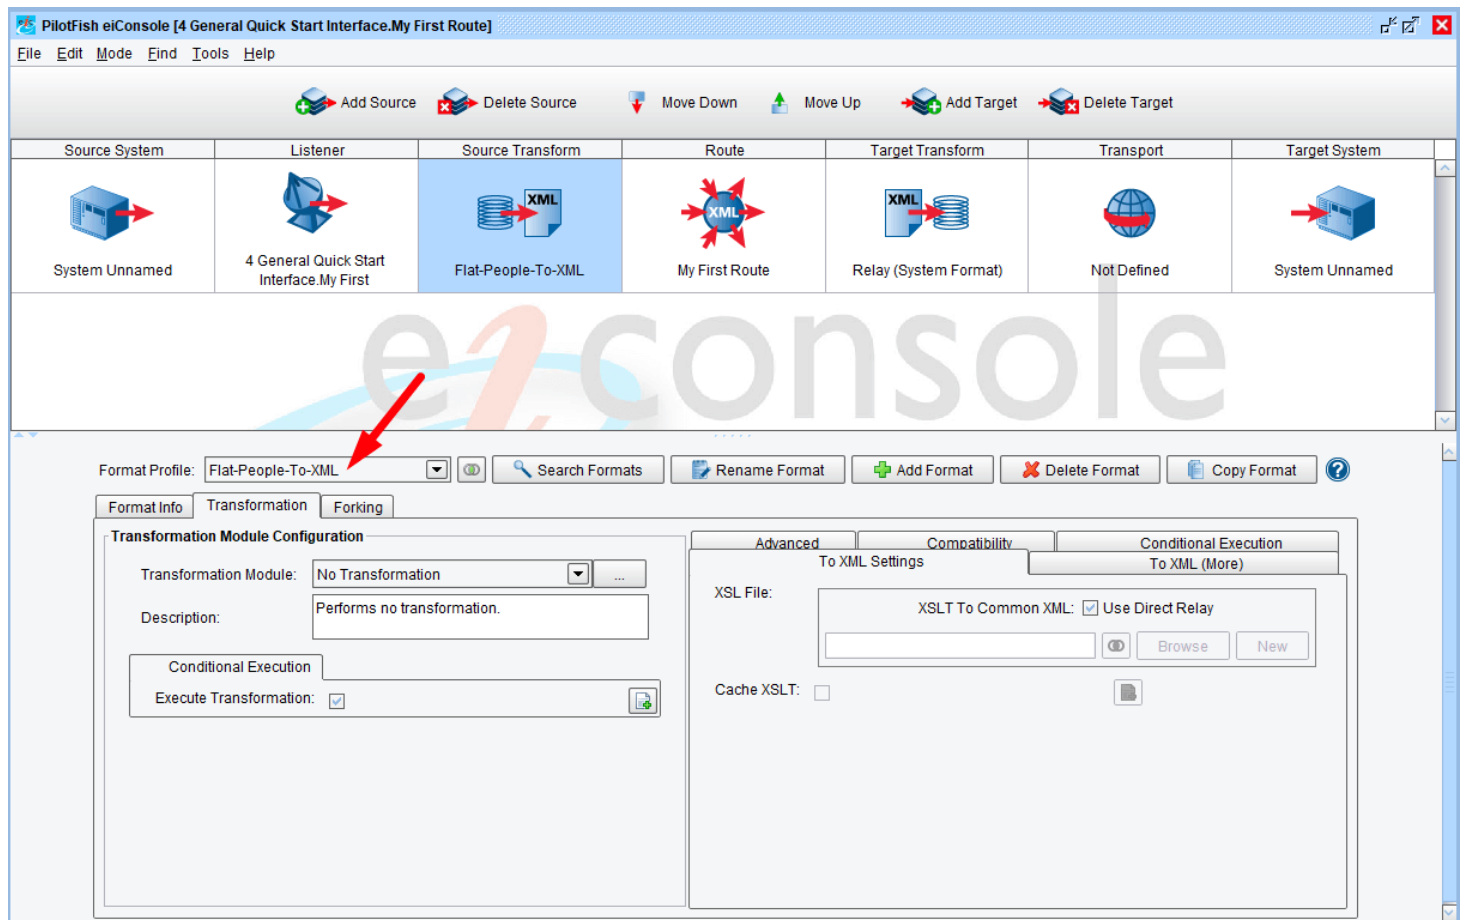 PilotFish eiConsole [4 General Quick Start Interface.My First Route]
File Edit Mode Find Tools Help
Add Source Delete Source Move Down Move Up Add Target Delete Target
Source System Listener Source Transform Route Target Transform Transport Target System
XML XML XML
System Unnamed 4 General Quick Start Flat-People-To-XML My First Route Relay (System Format) Not Defined System Unnamed
Interface.My First
eiconsole
Format Profile: Flat-People-To-XML Search Formats Rename Format Add Format Delete Format Copy Format ?
Format Info Transformation Forking
Transformation Module Configuration
Advanced Compatibility Conditional Execution
To XML Settings To XML (More)
Transformation Module: No Transformation ...
Description: Performs no transformation.
XSL File:
XSLT To Common XML: Use Direct Relay
Browse New
Conditional Execution
Execute Transformation:
Cache XSLT: